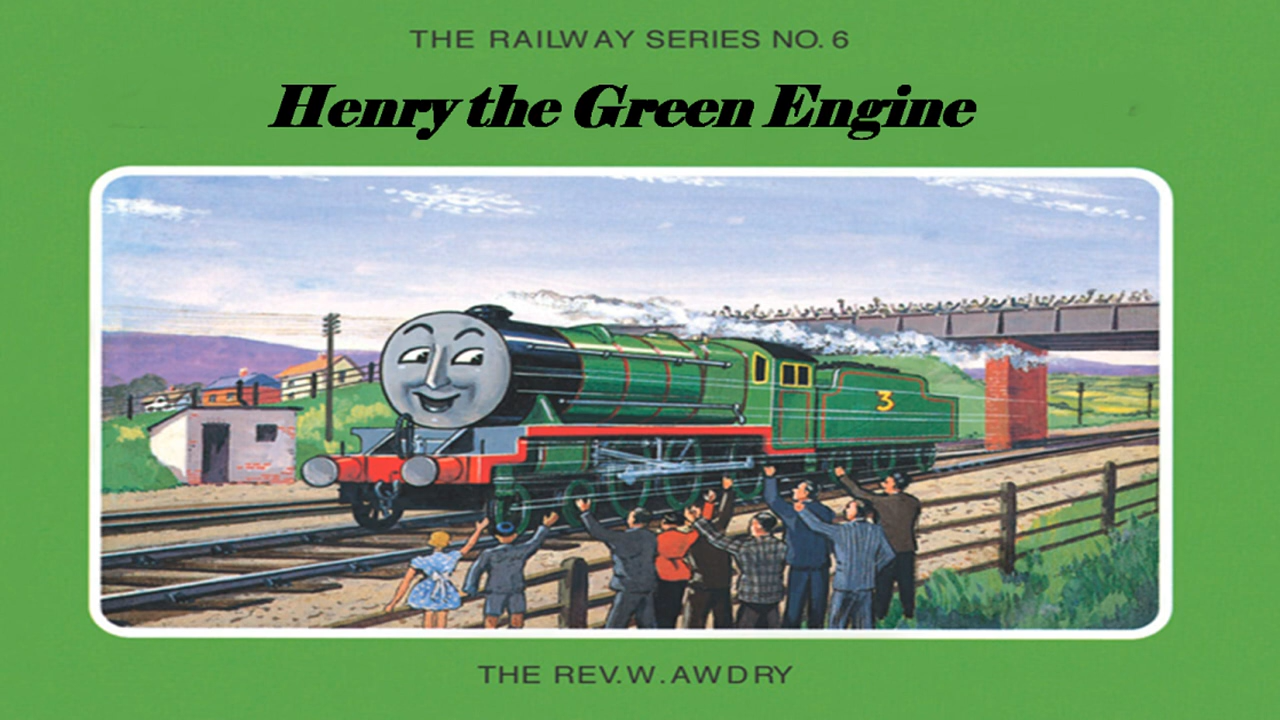 THE RAILWAY SERIES NO. 6
Henry the Green Engine
3
THE REV. W. AWDRY